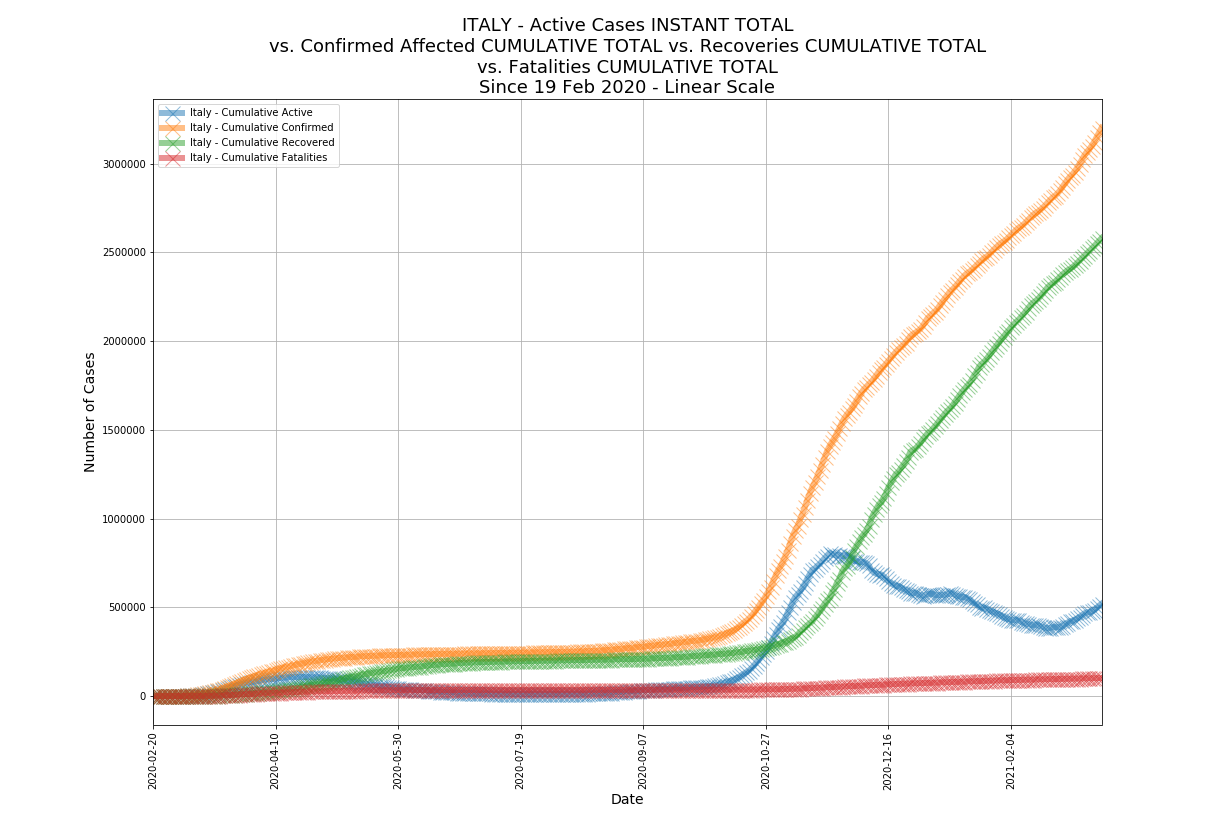 ITALY - Active Cases INSTANT TOTAL
vs. Confirmed Affected CUMULATIVE TOTAL vs. Recoveries CUMULATIVE TOTAL
vs. Fatalities CUMULATIVE TOTAL
Since 19 Feb 2020 - Linear Scale
Italy - Cumulative Active
Italy - Cumulative Confirmed
Italy - Cumulative Recovered
Italy - Cumulative Fatalities
Number of Cases
3000000
2500000
2000000
1500000
1000000
500000
0
2020-02-20
2020-04-10
2020-05-30
2020-07-19
2020-09-07
2020-10-27
2020-12-16
2021-02-04
Date